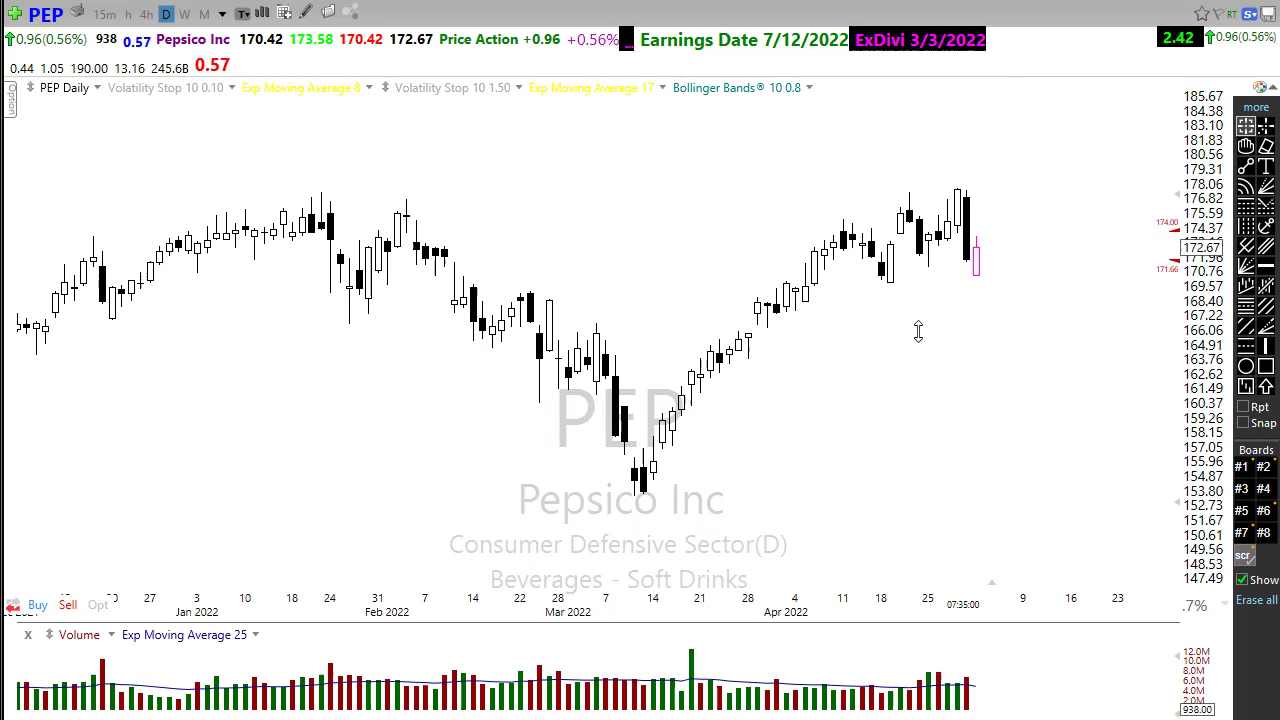 PEP 15m h 4h D W M T RT S
0.96(0.56%) 938 0.57 Pepsico Inc 170.42 173.58 170.42 172.67 Price Action +0.96 +0.56% ... Earnings Date 7/12/2022 ExDivi 3/3/2022 2.42 0.96(0.56%)
0.44 1.05 190.00 13.16 245.6B 0.57
Option PEP Daily Volatility Stop 10 0.10 Exp Moving Average 8 Volatility Stop 10 1.50 Exp Moving Average 17 Bollinger Bands® 10 0.8
185.67
184.38
183.10
181.83
180.56
179.31
178.06
176.82
175.59
174.37
172.67
171.96
170.76
169.57
168.40
167.22
166.06
164.91
163.76
162.62
161.49
160.37
159.26
158.15
157.05
155.96
154.87
153.80
152.73
151.67
150.61
149.56
148.53
147.49
174.00
171.66
more
Rpt
Snap
Boards
#1 #2
#3 #4
#5 #6
#7 #8
scr
Show
Erase all
PEP
Pepsico Inc
Consumer Defensive Sector(D)
Beverages - Soft Drinks
Buy Sell Opt
27 3 10 18 24 31 7 14 22 28 7 14 21 28 4 11 18 25 9 16 23
Jan 2022 Feb 2022 Mar 2022 Apr 2022 07:35:00
.7%
X Volume Exp Moving Average 25
12.0M
10.0M
8.0M
6.0M
4.0M
2.0M
938.00